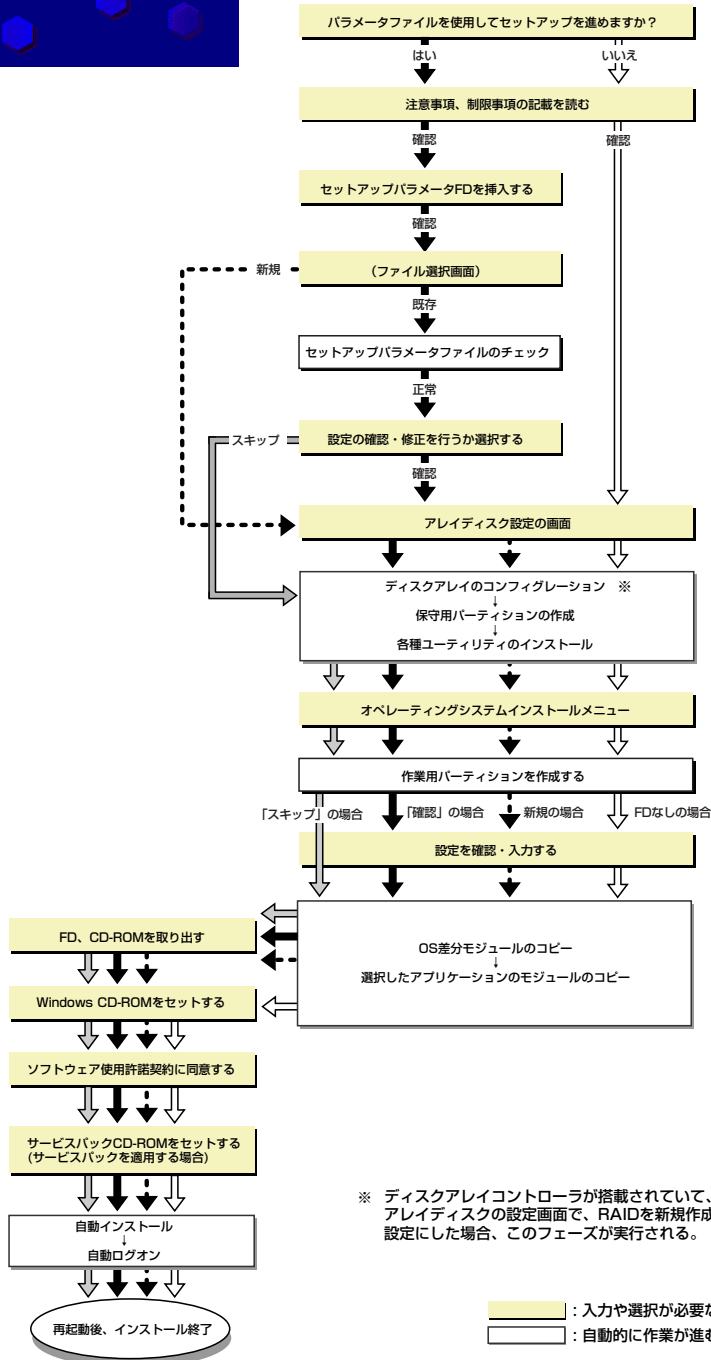 パラメータファイルを使用してセットアップを進めますか？
はい
いいえ
注意事項、制限事項の記載を読む
確認
確認
セットアップパラメータFDを挿入する
確認
新規
（ファイル選択画面）
既存
セットアップパラメータファイルのチェック
正常
スキップ
設定の確認・修正を行うか選択する
確認
アレイディスク設定の画面
ディスクアレイのコンフィグレーション　※
↓
保守用パーティションの作成
↓
各種ユーティリティのインストール
オペレーティングシステムインストールメニュー
作業用パーティションを作成する
「スキップ」の場合
「確認」の場合
新規の場合
FDなしの場合
設定を確認・入力する
OS差分モジュールのコピー
↓
選択したアプリケーションのモジュールのコピー
FD、CD-ROMを取り出す
Windows CD-ROMをセットする
ソフトウェア使用許諾契約に同意する
サービスパックCD-ROMをセットする
(サービスパックを適用する場合)
自動インストール
↓
自動ログオン
再起動後、インストール終了
※　ディスクアレイコントローラが搭載されていて、
アレイディスクの設定画面で、RAIDを新規作成
設定にした場合、このフェーズが実行される。
：入力や選択が必要な
：自動的に作業が進む